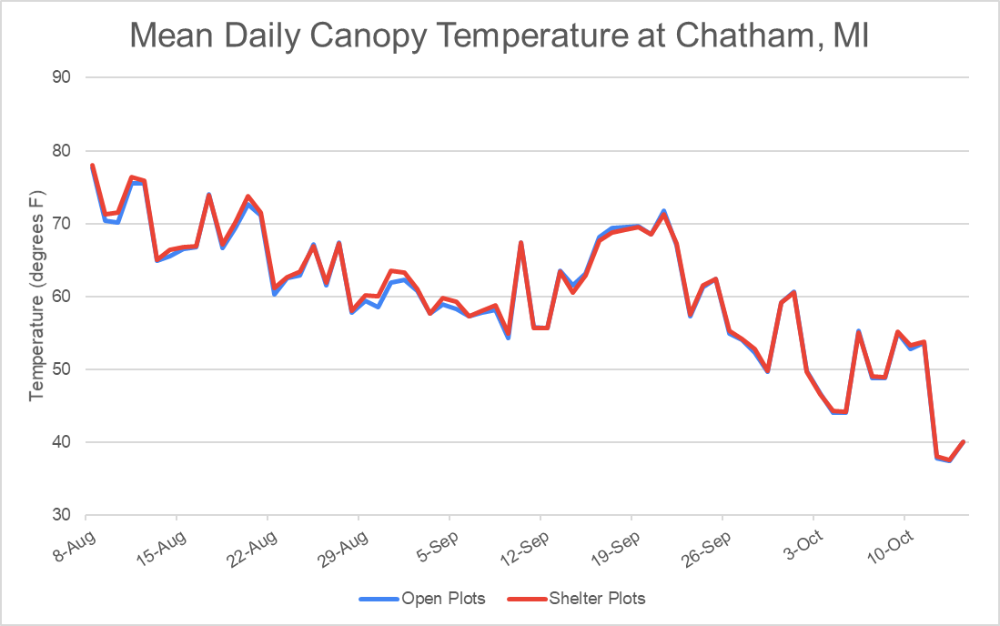 Mean Daily Canopy Temperature at Chatham, MI
90
80
70
60
50
40
30
Temperature (degrees F)
8-Aug
15-Aug
22-Aug
29-Aug
5-Sep
12-Sep
19-Sep
26-Sep
3-Oct
10-Oct
Open Plots
Shelter Plots